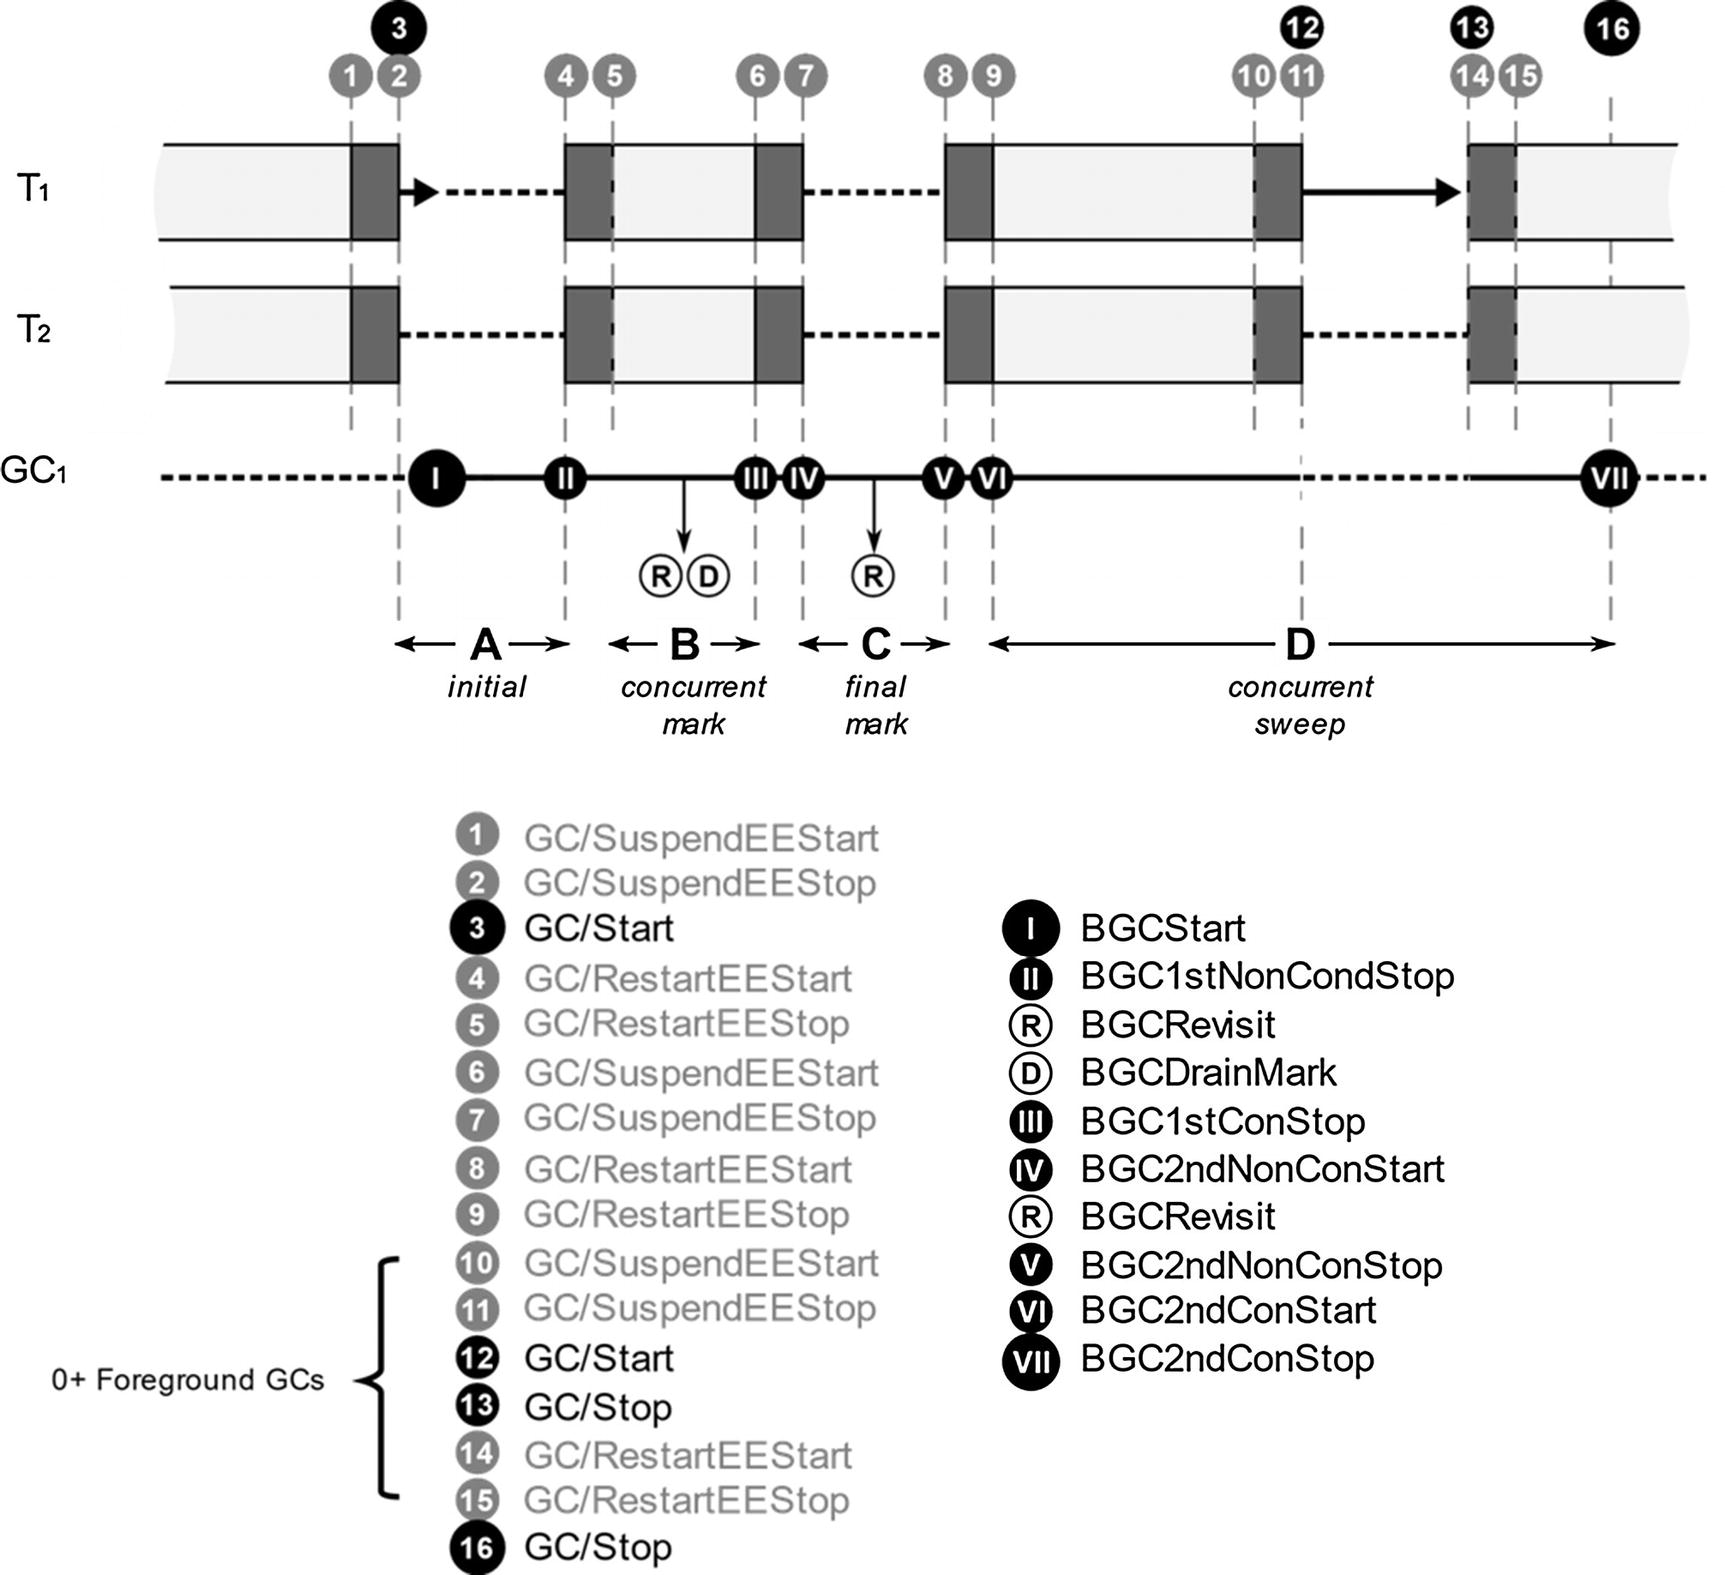 3 12 13 16
1 2 4 5 6 7 8 9 10 11 14 15
T1
T2
GC1 I II III IV V VI VII
R D R
A B C D
initial concurrent final concurrent
mark mark sweep
1 GC/SuspendEEStart
2 GC/SuspendEEStop
3 GC/Start
4 GC/RestartEEStart
5 GC/RestartEEStop
6 GC/SuspendEEStart
7 GC/SuspendEEStop
8 GC/RestartEEStart
9 GC/RestartEEStop
10 GC/SuspendEEStart
11 GC/SuspendEEStop
12 GC/Start
13 GC/Stop
14 GC/RestartEEStart
15 GC/RestartEEStop
16 GC/Stop
0+ Foreground GCs
I BGCStart
II BGC1stNonCondStop
R BGCRevisit
D BGCDrainMark
III BGC1stConStop
IV BGC2ndNonConStart
R BGCRevisit
V BGC2ndNonConStop
VI BGC2ndConStart
VII BGC2ndConStop